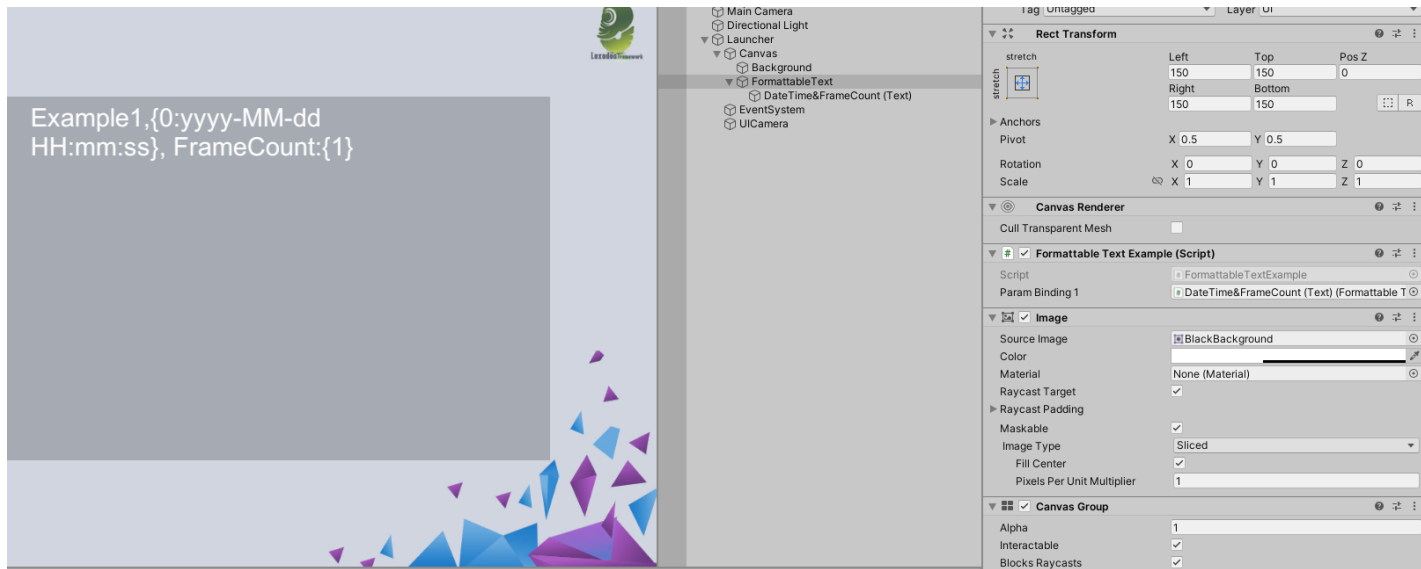 LoxodonFramework
Example1,{0:yyyy-MM-dd
HH:mm:ss}, FrameCount:{1}
Main Camera
Directional Light
Launcher
Canvas
Background
FormattableText
DateTime&FrameCount (Text)
EventSystem
UICamera
Tag Untagged Layer UI
Rect Transform
stretch
stretch
Left Top Pos Z
150 150 0
Right Bottom
150 150 R
Anchors
Pivot X 0.5 Y 0.5
Rotation X 0 Y 0 Z 0
Scale X 1 Y 1 Z 1
Canvas Renderer
Cull Transparent Mesh
# Formattable Text Example (Script)
Script # FormattableTextExample
Param Binding 1 # DateTime&FrameCount (Text) (Formattable T
Image
Source Image BlackBackground
Color
Material None (Material)
Raycast Target
Raycast Padding
Maskable
Image Type Sliced
Fill Center
Pixels Per Unit Multiplier 1
Canvas Group
Alpha 1
Interactable
Blocks Raycasts